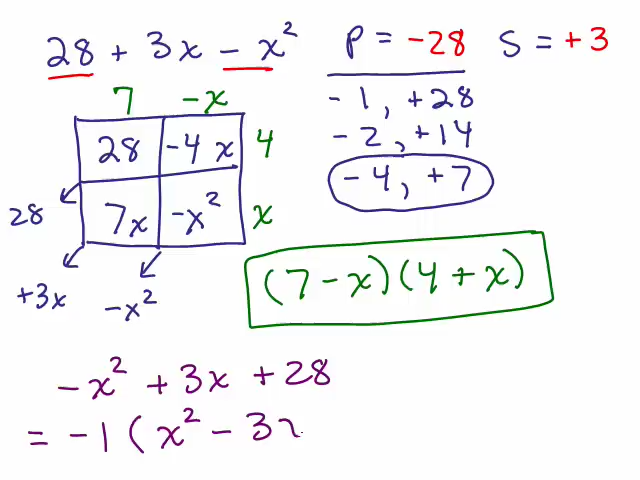 28 + 3x - x²
P = -28 S = +3
-1, +28
-2, +14
-4, +7
7 -x
28 -4x 4
7x -x² x
28
+3x -x²
(7 - x)(4 + x)
-x² + 3x + 28
= -1 ( x² - 3